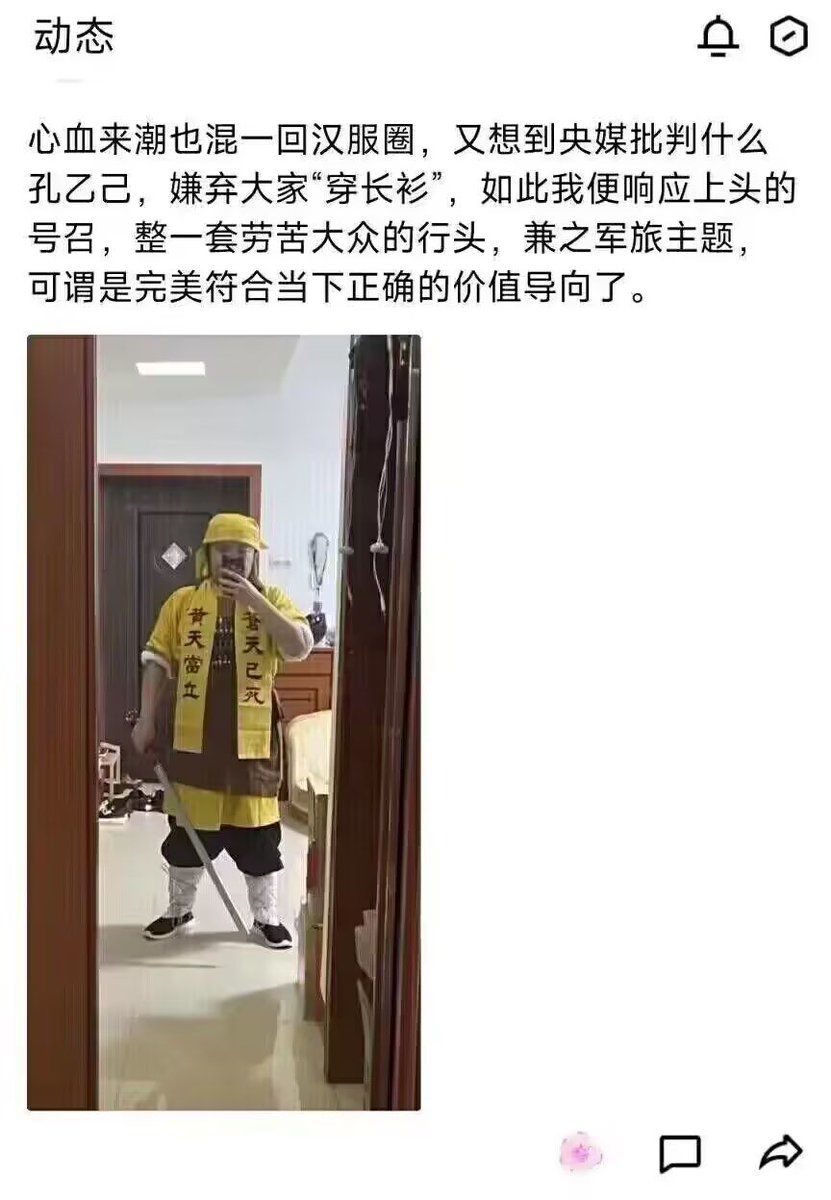 动态
心血来潮也混一回汉服圈，又想到央媒批判什么
孔乙己，嫌弃大家“穿长衫”，如此我便响应上头的
号召，整一套劳苦大众的行头，兼之军旅主题，
可谓是完美符合当下正确的价值导向了。
蒼天已死
黃天當立